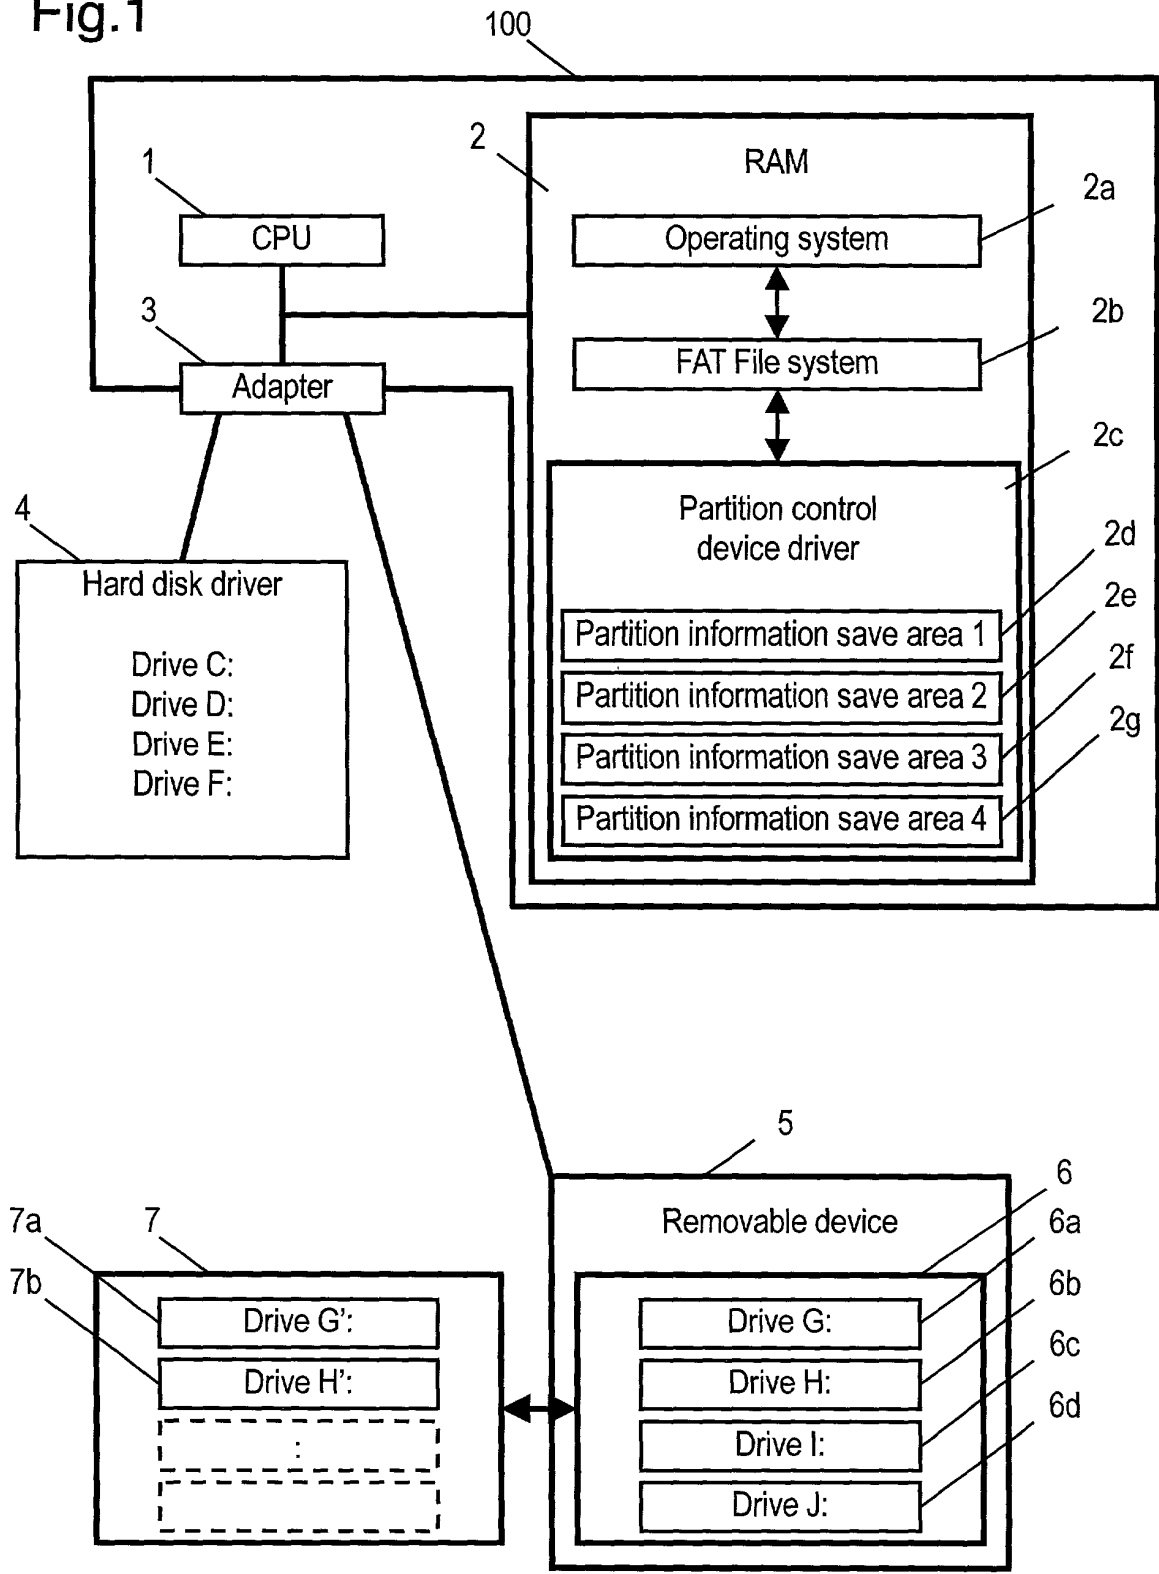 Fig.1
100
2
RAM
1
2a
CPU
Operating system
3
2b
Adapter
FAT File system
2c
4
Partition control
device driver
2d
Hard disk driver
2e
Partition information save area 1
Drive C:
2f
Drive D:
Partition information save area 2
2g
Drive E:
Partition information save area 3
Drive F:
Partition information save area 4
5
6
7a
7
Removable device
6a
7b
6b
Drive G':
Drive G:
6c
Drive H':
Drive H:
6d
:
Drive I:
Drive J: